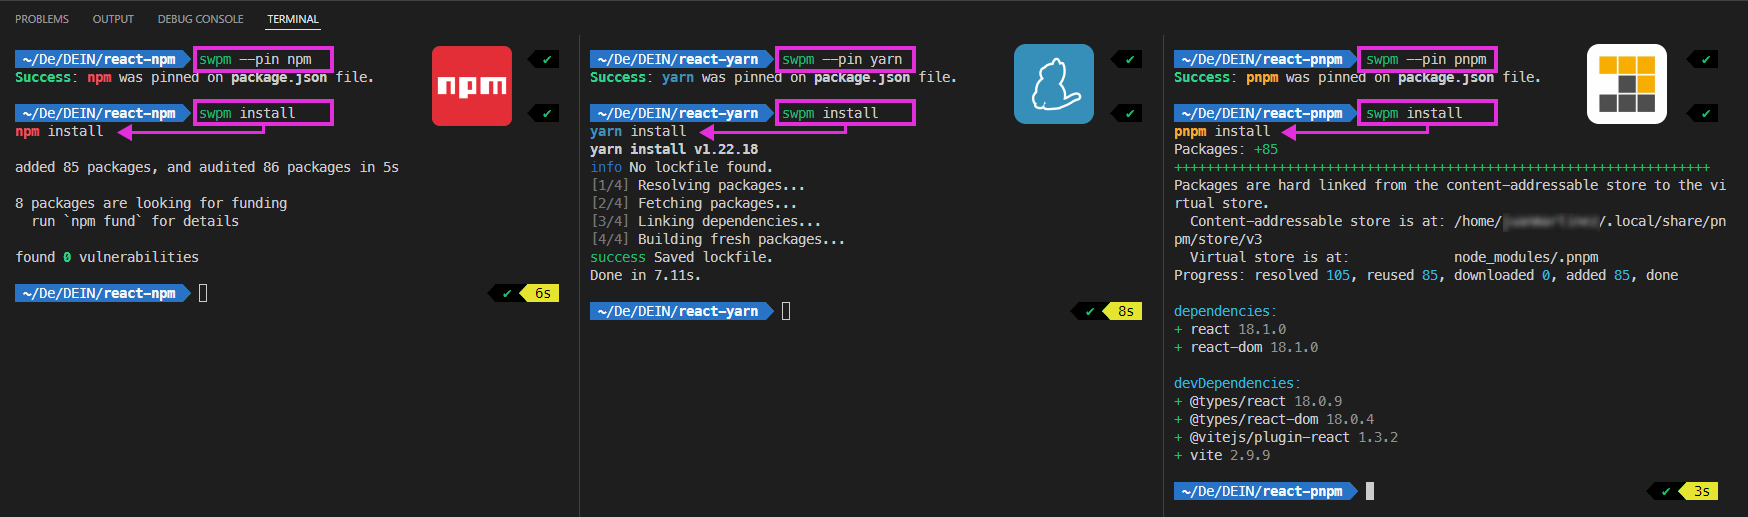 PROBLEMS OUTPUT DEBUG CONSOLE TERMINAL
~/De/DEIN/react-npm swpm --pin npm ✔
Success: npm was pinned on package.json file.
~/De/DEIN/react-npm swpm install ✔
npm install
added 85 packages, and audited 86 packages in 5s
8 packages are looking for funding
run `npm fund` for details
found 0 vulnerabilities
~/De/DEIN/react-npm ✔ 6s
npm
~/De/DEIN/react-yarn swpm --pin yarn ✔
Success: yarn was pinned on package.json file.
~/De/DEIN/react-yarn swpm install ✔
yarn install
yarn install v1.22.18
info No lockfile found.
[1/4] Resolving packages...
[2/4] Fetching packages...
[3/4] Linking dependencies...
[4/4] Building fresh packages...
success Saved lockfile.
Done in 7.11s.
~/De/DEIN/react-yarn ✔ 8s
~/De/DEIN/react-pnpm swpm --pin pnpm ✔
Success: pnpm was pinned on package.json file.
~/De/DEIN/react-pnpm swpm install ✔
pnpm install
Packages: +85
+++++++++++++++++++++++++++++++++++++++++++++++++++++++++++++++++++
Packages are hard linked from the content-addressable store to the vi
rtual store.
Content-addressable store is at: /home/ /.local/share/pn
pm/store/v3
Virtual store is at: node_modules/.pnpm
Progress: resolved 105, reused 85, downloaded 0, added 85, done
dependencies:
+ react 18.1.0
+ react-dom 18.1.0
devDependencies:
+ @types/react 18.0.9
+ @types/react-dom 18.0.4
+ @vitejs/plugin-react 1.3.2
+ vite 2.9.9
~/De/DEIN/react-pnpm ✔ 3s